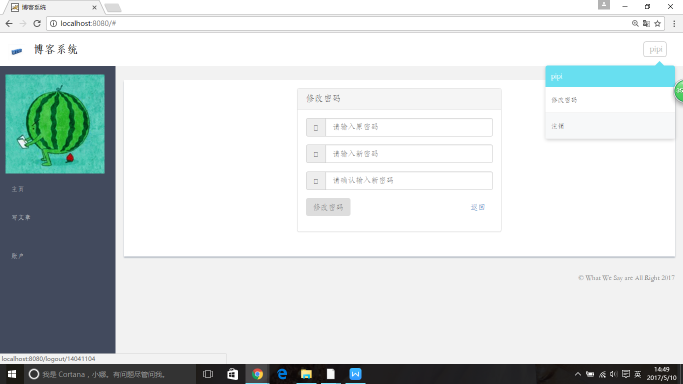 博客系统
localhost:8080/#
博客系统
pipi
pipi
修改密码
注销
修改密码
请输入原密码
请输入新密码
请确认输入新密码
修改密码
返回
主页
写文章
账户
© What We Say are All Right 2017
localhost:8080/logout/14041104
我是 Cortana，小娜。有问题尽管问我。
英
14:49
2017/5/10